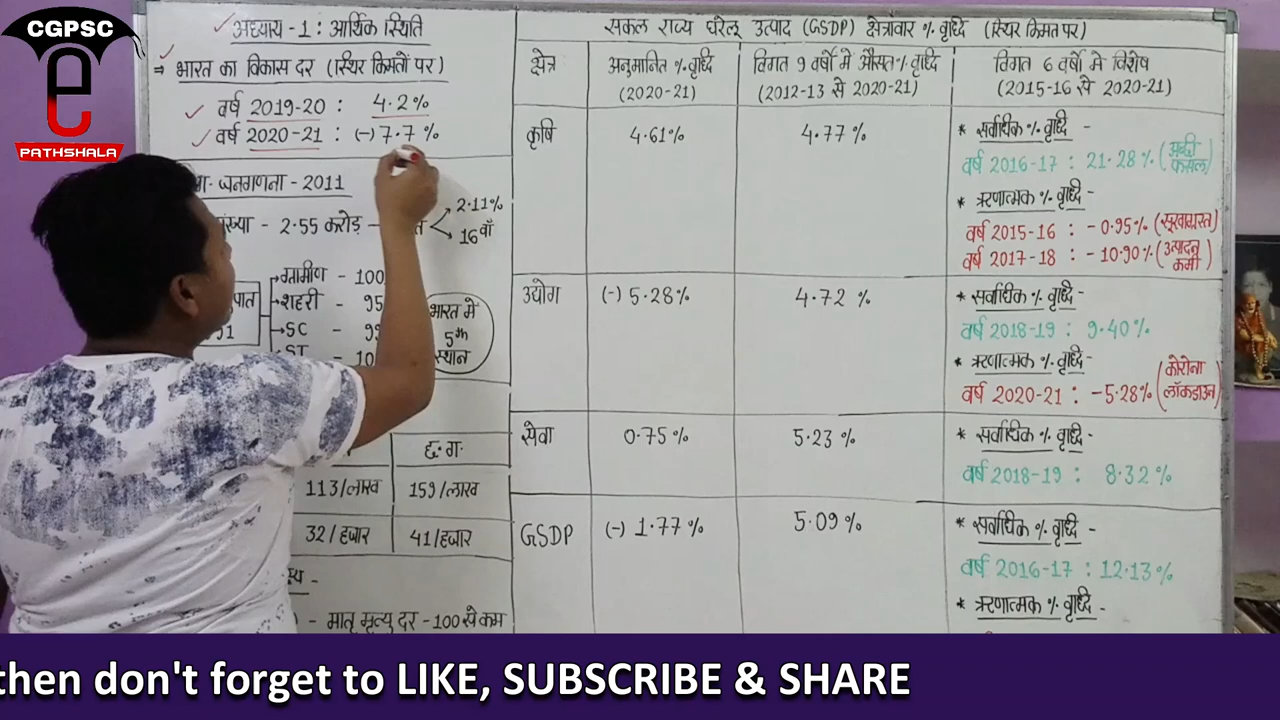 CGPSC
e
PATHSHALA
अध्याय - 1 : आर्थिक स्थिति
⇒ भारत का विकास दर (स्थिर किमतों पर)
वर्ष 2019-20 : 4.2%
वर्ष 2020-21 : (-) 7.7 %
जनगणना - 2011
2.55 करोड़ -
2.11%
16 वाँ
ग्रामीण - 100
शहरी - 95
SC - 99
ST - 10
भारत मे
5th
स्थान
छ.ग.
113/लाख 159/लाख
32/हजार 41/हजार
- मातृ मृत्यु दर - 100 से कम
सकल राज्य घरेलू उत्पाद (GSDP) क्षेत्रवार % वृध्दि (स्थिर किमत पर)
क्षेत्र
अनुमानित % वृध्दि
(2020-21)
विगत 9 वर्षों मे औसत % वृध्दि
(2012-13 से 2020-21)
विगत 6 वर्षों मे विशेष
(2015-16 से 2020-21)
कृषि 4.61% 4.77%
* सर्वाधिक % वृध्दि -
वर्ष 2016-17 : 21.28% (अच्छी फसल)
* ऋणात्मक % वृध्दि -
वर्ष 2015-16 : - 0.95% (सूखाग्रस्त)
वर्ष 2017-18 : - 10.90% (उत्पादन कमी)
उद्योग (-) 5.28% 4.72 %
* सर्वाधिक % वृध्दि -
वर्ष 2018-19 : 9.40%
* ऋणात्मक % वृध्दि -
वर्ष 2020-21 : -5.28% (कोरोना लॉकडाउन)
सेवा 0.75 % 5.23 %
* सर्वाधिक % वृध्दि -
वर्ष 2018-19 : 8.32 %
GSDP (-) 1.77 % 5.09 %
* सर्वाधिक % वृध्दि -
वर्ष 2016-17 : 12.13 %
* ऋणात्मक % वृध्दि -
then don't forget to LIKE, SUBSCRIBE & SHARE